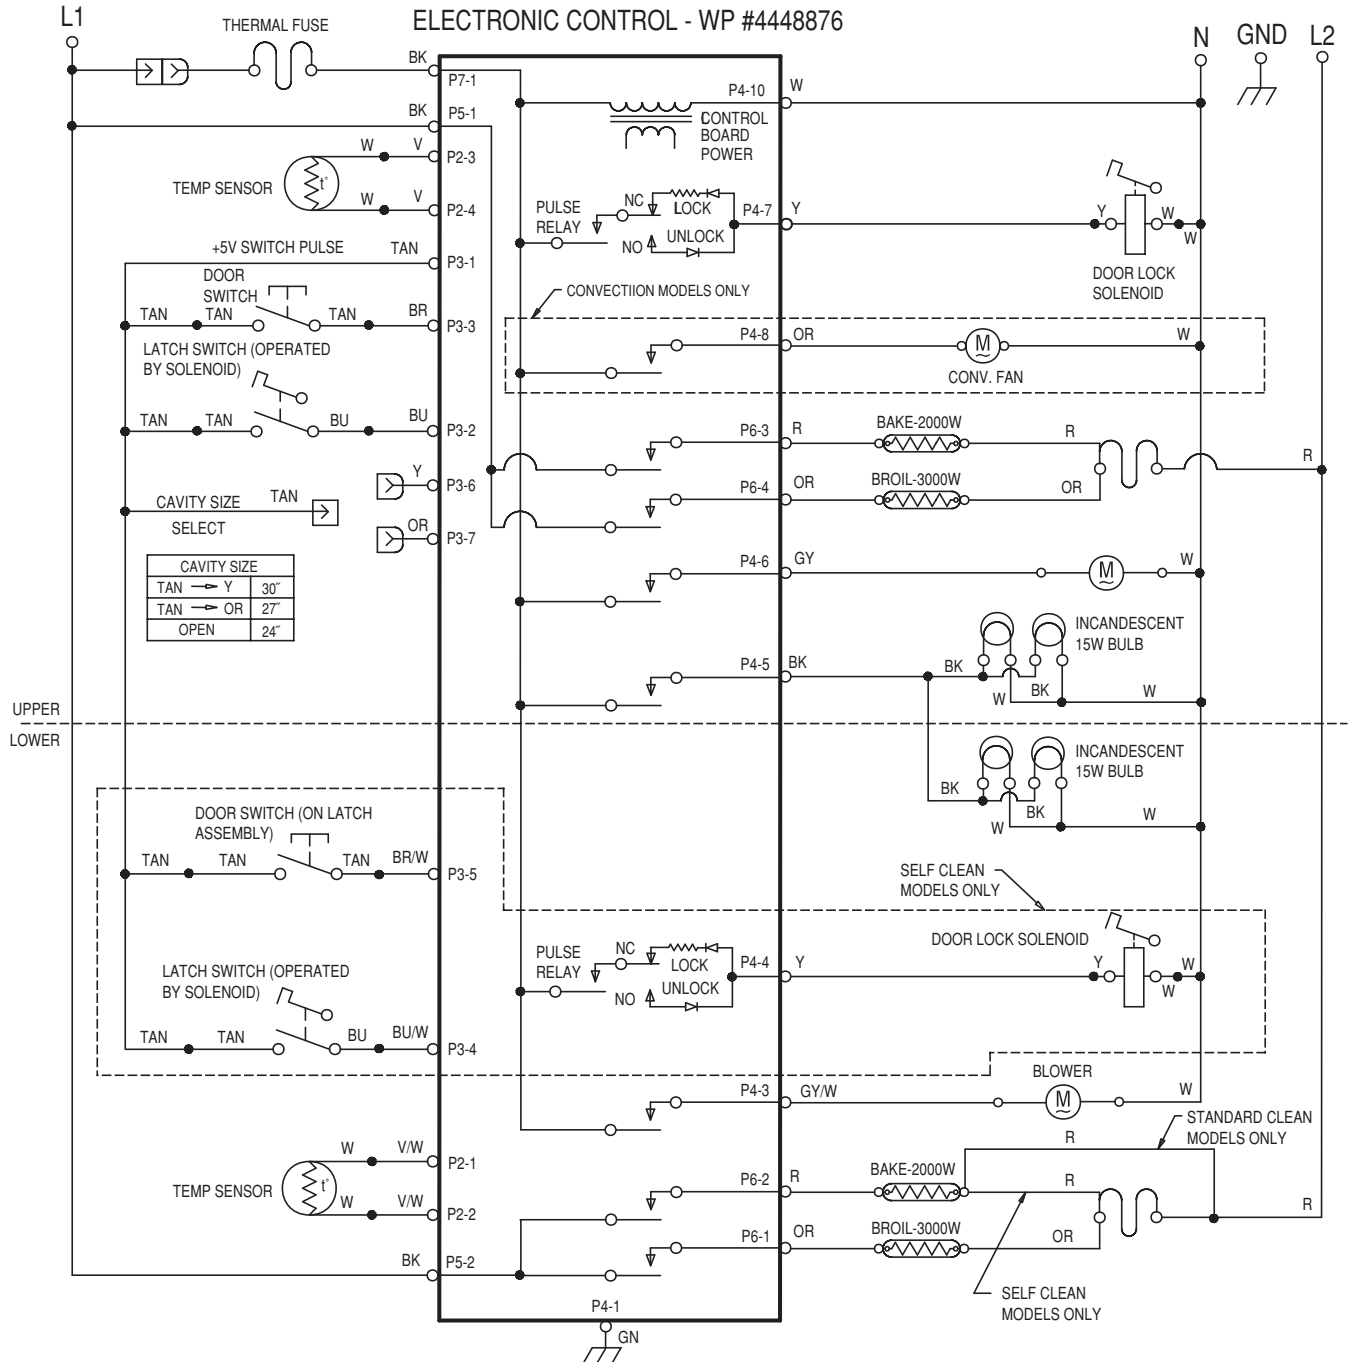 L1
THERMAL FUSE
ELECTRONIC CONTROL - WP #4448876
N
GND
L2
BK
P7-1
P4-10
W
BK
P5-1
CONTROL
BOARD
POWER
W
V
P2-3
TEMP SENSOR
t°
W
V
P2-4
PULSE
RELAY
NC
LOCK
NO
UNLOCK
P4-7
Y
Y
W
W
DOOR LOCK
SOLENOID
+5V SWITCH PULSE
TAN
P3-1
DOOR
SWITCH
TAN
TAN
TAN
BR
P3-3
CONVECTIION MODELS ONLY
P4-8
OR
M
~
W
CONV. FAN
LATCH SWITCH (OPERATED
BY SOLENOID)
TAN
TAN
BU
BU
P3-2
P6-3
R
BAKE-2000W
R
R
Y
P3-6
P6-4
OR
BROIL-3000W
OR
CAVITY SIZE
SELECT
TAN
OR
P3-7
CAVITY SIZE
TAN Y 30"
TAN OR 27"
OPEN 24"
P4-6
GY
M
~
W
INCANDESCENT
15W BULB
P4-5
BK
BK
W
BK
W
UPPER
LOWER
INCANDESCENT
15W BULB
BK
W
BK
W
DOOR SWITCH (ON LATCH
ASSEMBLY)
TAN
TAN
TAN
BR/W
P3-5
SELF CLEAN
MODELS ONLY
DOOR LOCK SOLENOID
PULSE
RELAY
NC
LOCK
NO
UNLOCK
P4-4
Y
Y
W
W
LATCH SWITCH (OPERATED
BY SOLENOID)
TAN
TAN
BU
BU/W
P3-4
BLOWER
P4-3
GY/W
M
~
W
STANDARD CLEAN
MODELS ONLY
R
W
V/W
P2-1
TEMP SENSOR
t°
W
V/W
P2-2
P6-2
R
BAKE-2000W
R
R
P6-1
OR
BROIL-3000W
OR
BK
P5-2
SELF CLEAN
MODELS ONLY
P4-1
GN